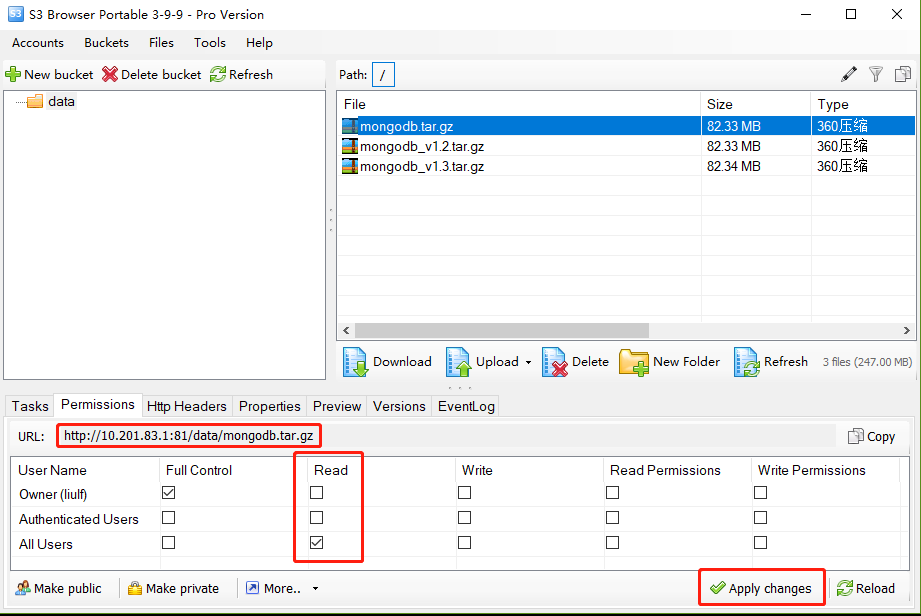 S3 Browser Portable 3-9-9 - Pro Version
Accounts Buckets Files Tools Help
New bucket Delete bucket Refresh Path: /
data
File Size Type
mongodb.tar.gz 82.33 MB 360压缩
mongodb_v1.2.tar.gz 82.33 MB 360压缩
mongodb_v1.3.tar.gz 82.34 MB 360压缩
Download Upload Delete New Folder Refresh 3 files (247.00 MB)
Tasks Permissions Http Headers Properties Preview Versions EventLog
URL: http://10.201.83.1:81/data/mongodb.tar.gz Copy
User Name Full Control Read Write Read Permissions Write Permissions
Owner (liulf)
Authenticated Users
All Users
Make public Make private More.. Apply changes Reload